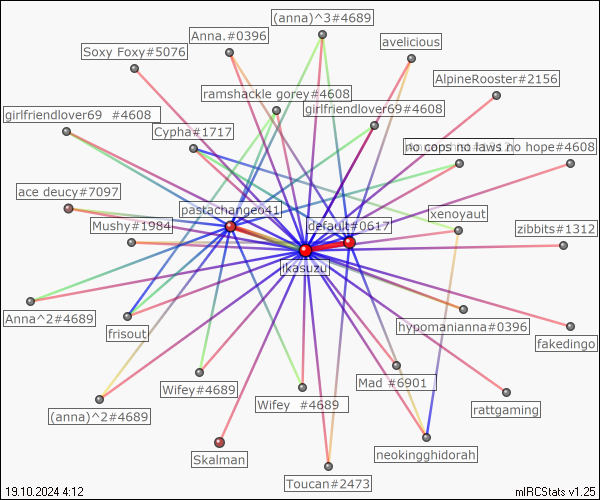 (anna)^3#4689
Anna.#0396
avelicious
Soxy Foxy#5076
AlpineRooster#2156
ramshackle gorey#4608
girlfriendlover69#4608
girlfriendlover69 #4608
Cypha#1717
no cops no laws no hope#4608
ace deucy#7097
pastachangeo41
xenoyaut
Mushy#1984
default#0617
zibbits#1312
ikasuzu
Anna^2#4689
frisout
hypomanianna#0396
fakedingo
Wifey#4689
Mad #6901
Wifey #4689
rattgaming
(anna)^2#4689
Skalman
neokingghidorah
Toucan#2473
19.10.2024 4:12
mIRCStats v1.25